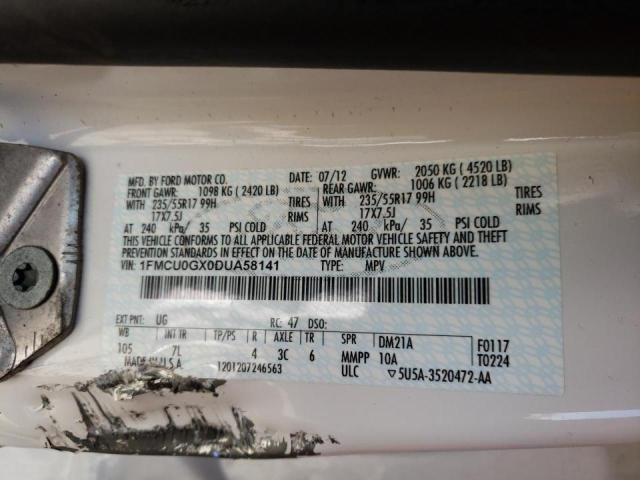 MFD. BY FORD MOTOR CO. DATE: 07/12 GVWR: 2050 KG ( 4520 LB)
FRONT GAWR: 1098 KG ( 2420 LB) REAR GAWR: 1006 KG ( 2218 LB)
WITH 235/55R17 99H TIRES WITH 235/55R17 99H TIRES
17X7.5J RIMS 17X7.5J RIMS
AT 240 kPa/ 35 PSI COLD AT 240 kPa/ 35 PSI COLD
THIS VEHICLE CONFORMS TO ALL APPLICABLE FEDERAL MOTOR VEHICLE SAFETY AND THEFT
PREVENTION STANDARDS IN EFFECT ON THE DATE OF MANUFACTURE SHOWN ABOVE.
VIN: 1FMCU0GX0DUA58141 TYPE: MPV
EXT PNT: UG RC: 47 DSO:
WB INT TR TP/PS R AXLE TR SPR DM21A F0117
105 7L 4 3C 6 MMPP 10A T0224
MADE IN U.S.A 1201207246563 ULC 5U5A-3520472-AA